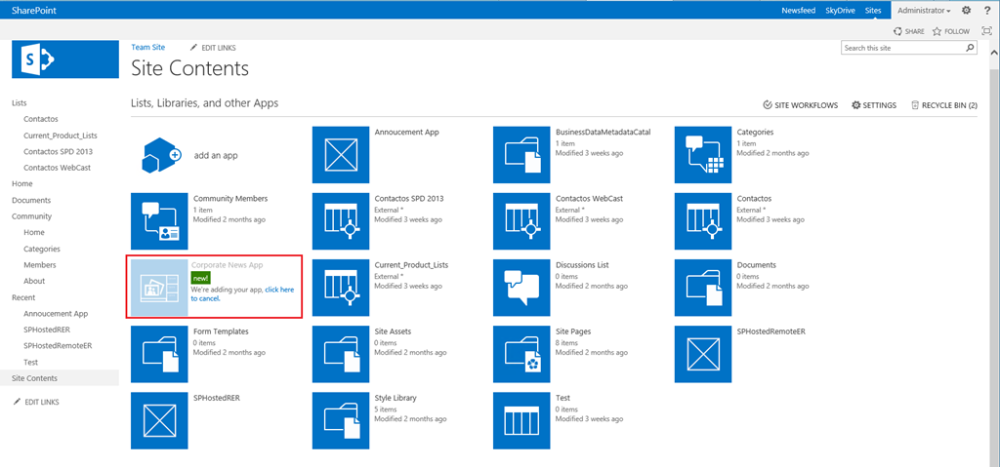 SharePoint
Newsfeed SkyDrive Sites Administrator ?
SHARE FOLLOW
S
Team Site EDIT LINKS
Search this site
Site Contents
Lists
Contactos
Current_Product_Lists
Contactos SPD 2013
Contactos WebCast
Home
Documents
Community
Home
Categories
Members
About
Recent
Annoucement App
SPHostedRER
SPHostedRemoteER
Test
Site Contents
EDIT LINKS
Lists, Libraries, and other Apps
SITE WORKFLOWS SETTINGS RECYCLE BIN (2)
add an app
Annoucement App
BusinessDataMetadataCatal
1 item
Modified 3 weeks ago
Categories
1 item
Modified 2 months ago
Community Members
1 item
Modified 2 months ago
Contactos SPD 2013
External *
Modified 3 weeks ago
Contactos WebCast
External *
Modified 3 weeks ago
Contactos
External *
Modified 3 weeks ago
Corporate News App
new!
We're adding your app, click here
to cancel.
Current_Product_Lists
External *
Modified 3 weeks ago
Discussions List
0 items
Modified 2 months ago
Documents
0 items
Modified 2 months ago
Form Templates
0 items
Modified 2 months ago
Site Assets
0 items
Modified 2 months ago
Site Pages
8 items
Modified 2 months ago
SPHostedRemoteER
SPHostedRER
Style Library
5 items
Modified 2 months ago
Test
0 items
Modified 3 weeks ago